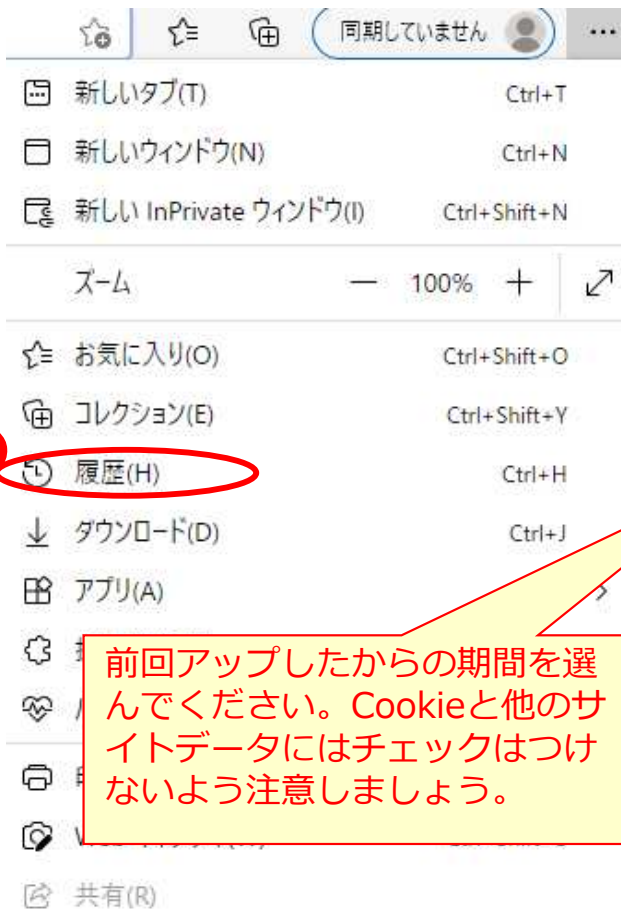 同期していません
新しいタブ(T) Ctrl+T
新しいウィンドウ(N) Ctrl+N
新しい InPrivate ウィンドウ(I) Ctrl+Shift+N
ズーム — 100% +
お気に入り(O) Ctrl+Shift+O
コレクション(E) Ctrl+Shift+Y
履歴(H) Ctrl+H
ダウンロード(D) Ctrl+J
アプリ(A)
前回アップしたからの期間を選
んでください。Cookieと他のサ
イトデータにはチェックはつけ
ないよう注意しましょう。
共有(R)